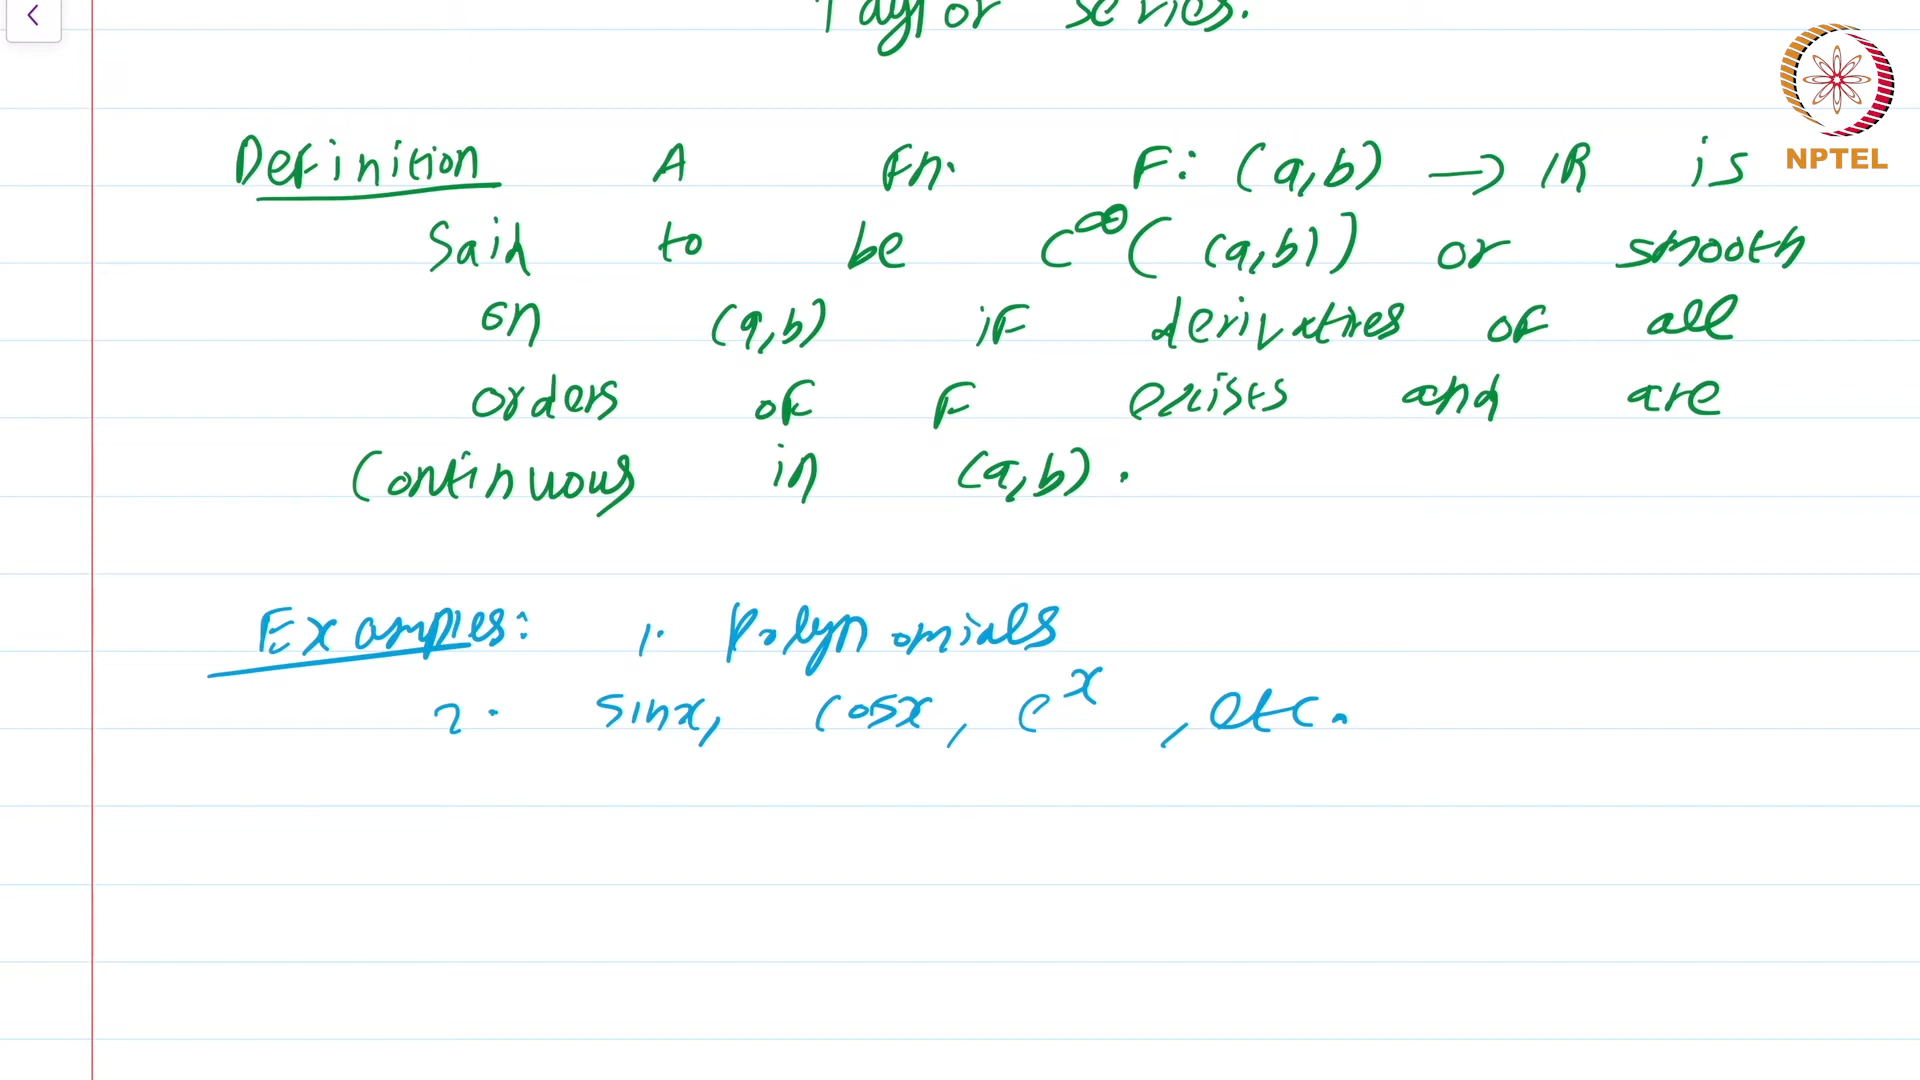 Taylor series.
NPTEL
Definition A Fn. F: (a,b) → ℝ is
Said to be C^∞((a,b)) or smooth
on (a,b) if derivatives of all
orders of F exists and are
Continuous in (a,b).
Examples: 1. Polynomials
2. sinx, cosx, e^x, etc.